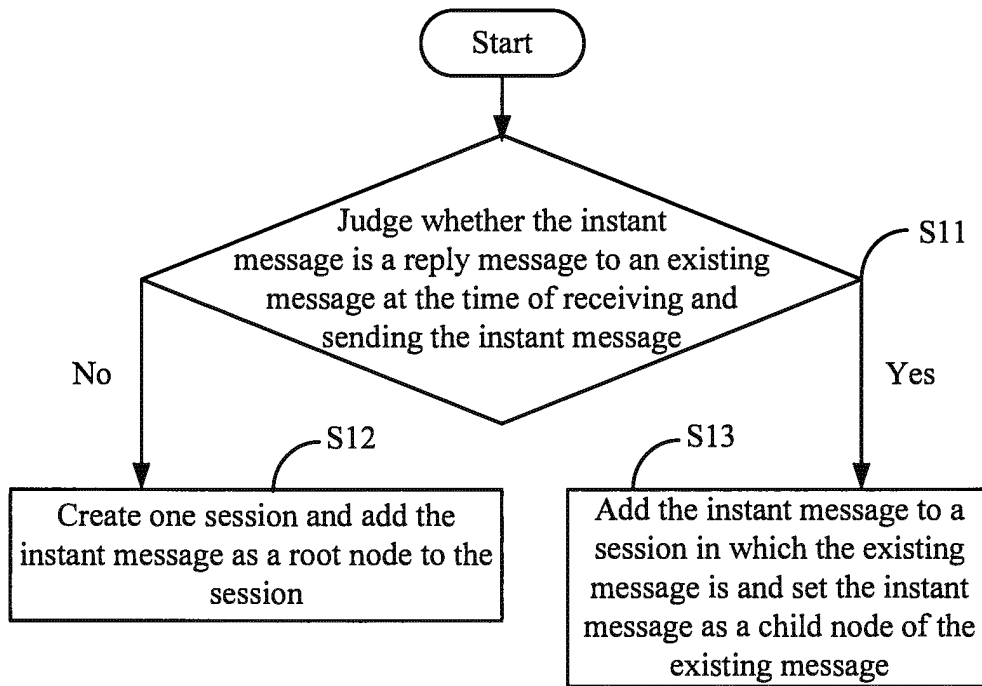 Start
Judge whether the instant
message is a reply message to an existing
message at the time of receiving and
sending the instant message
S11
No
Yes
S12
Create one session and add the
instant message as a root node to the
session
S13
Add the instant message to a
session in which the existing
message is and set the instant
message as a child node of the
existing message